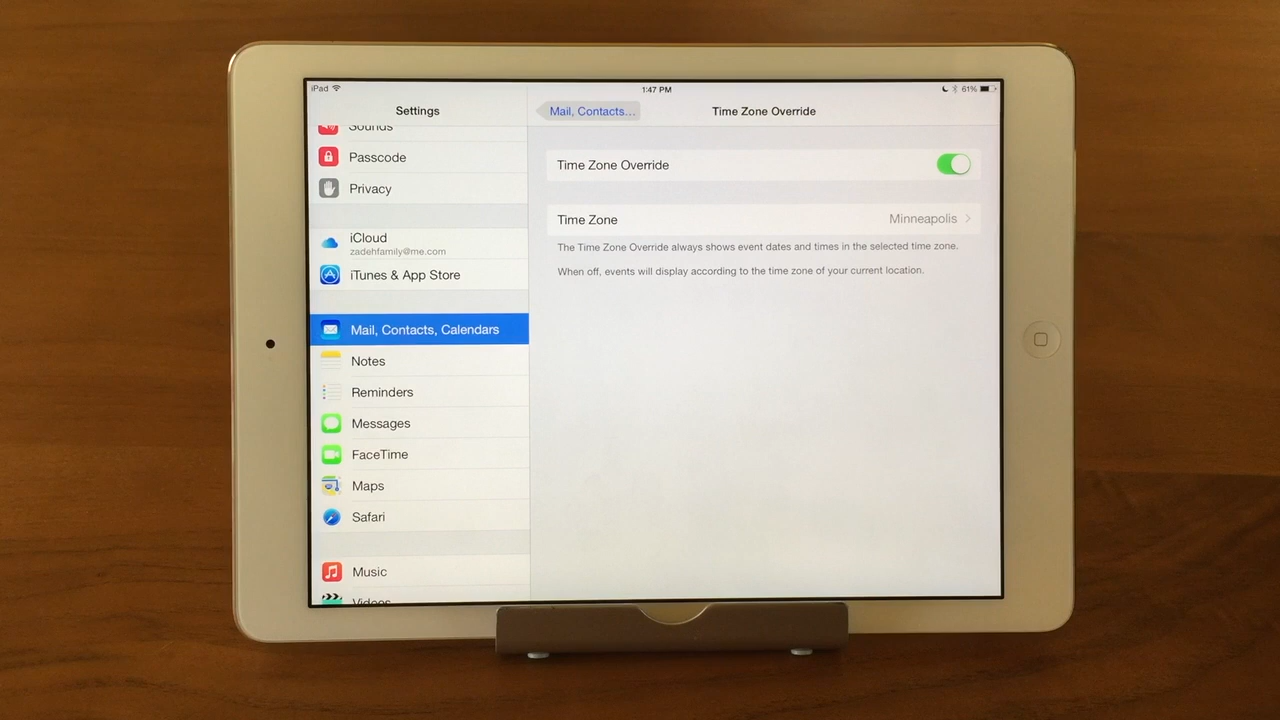 iPad
1:47 PM
61%
Settings
Mail, Contacts...
Time Zone Override
Sounds
Passcode
Privacy
iCloud
zadehfamily@me.com
iTunes & App Store
Mail, Contacts, Calendars
Notes
Reminders
Messages
FaceTime
Maps
Safari
Music
Videos
Time Zone Override
Time Zone
Minneapolis
The Time Zone Override always shows event dates and times in the selected time zone.
When off, events will display according to the time zone of your current location.